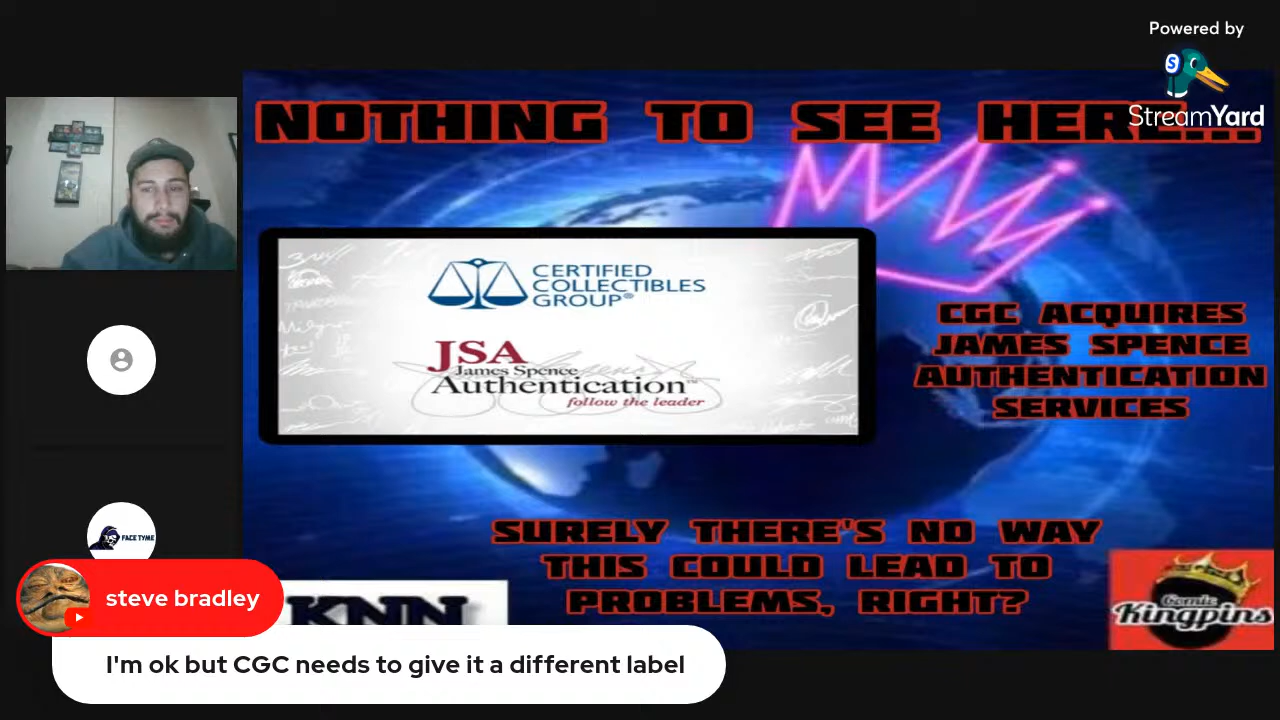 Powered by
StreamYard
NOTHING TO SEE HERE...
CERTIFIED
COLLECTIBLES
GROUP®
JSA
James Spence
Authentication™
follow the leader
CGC ACQUIRES
JAMES SPENCE
AUTHENTICATION
SERVICES
SURELY THERE'S NO WAY
THIS COULD LEAD TO
PROBLEMS, RIGHT?
FACE TYME
KNN
Comic
Kingpins
steve bradley
I'm ok but CGC needs to give it a different label